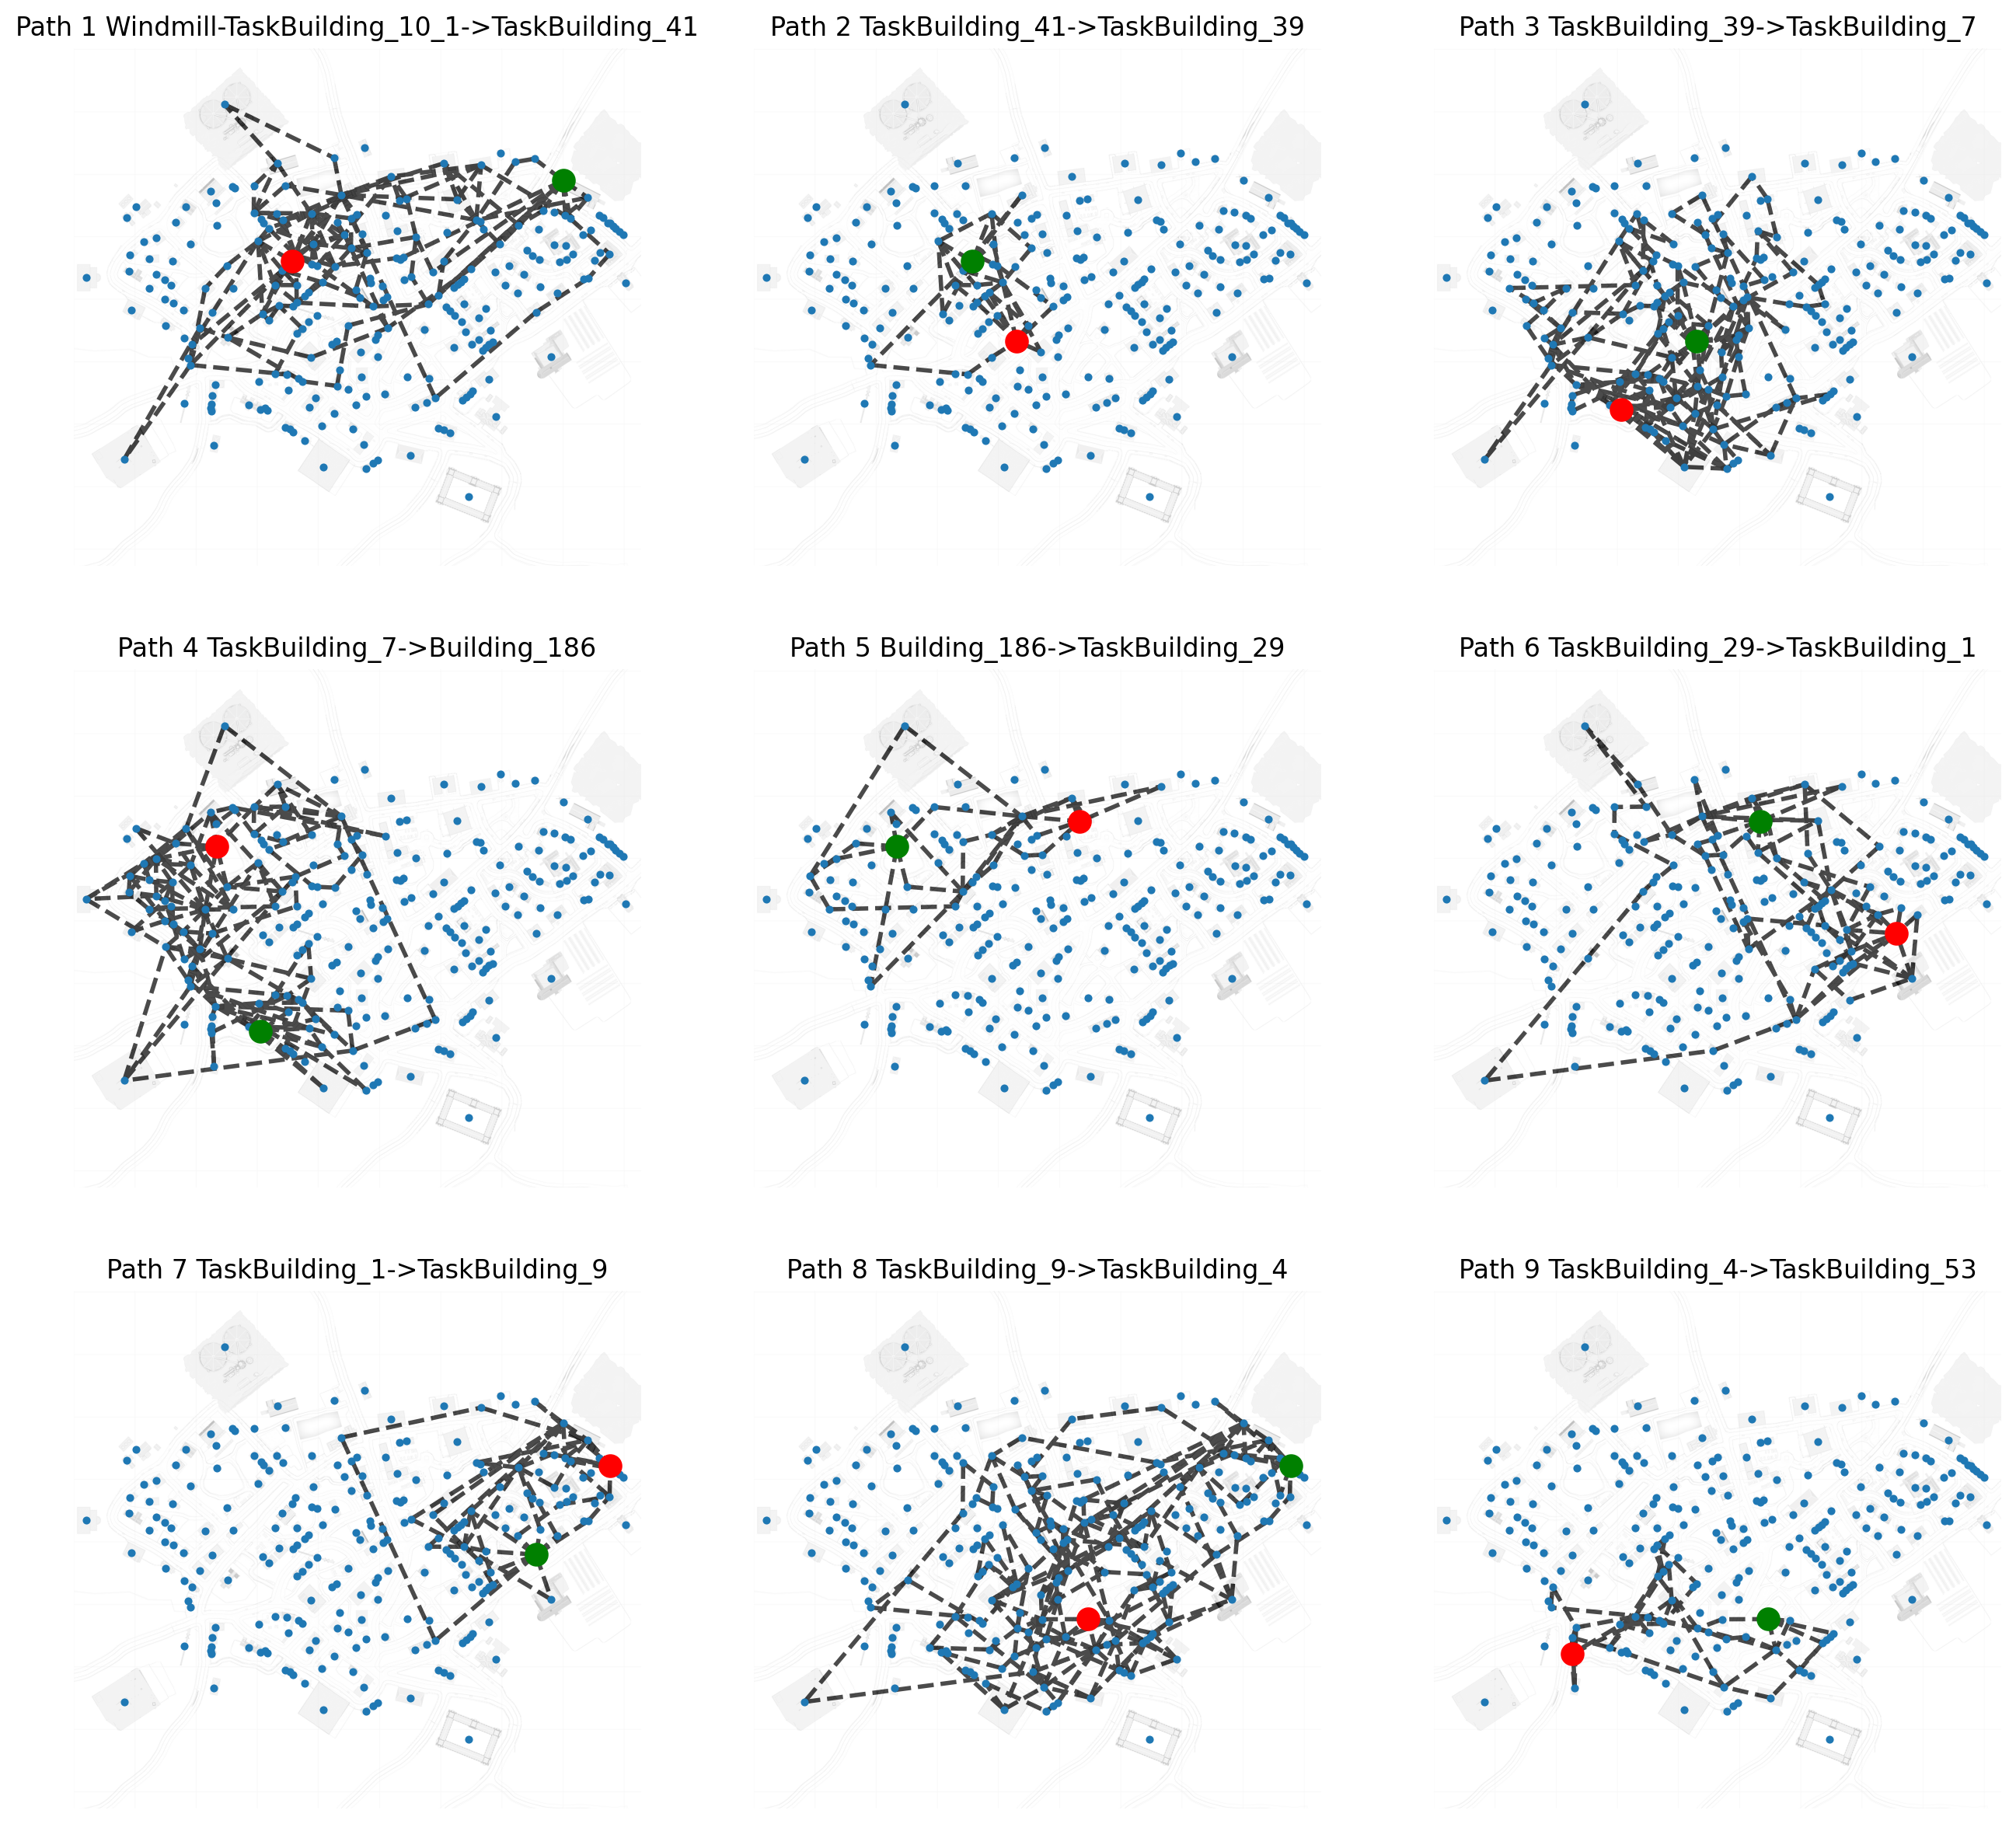 Path 1 Windmill-TaskBuilding_10_1->TaskBuilding_41
Path 2 TaskBuilding_41->TaskBuilding_39
Path 3 TaskBuilding_39->TaskBuilding_7
Path 4 TaskBuilding_7->Building_186
Path 5 Building_186->TaskBuilding_29
Path 6 TaskBuilding_29->TaskBuilding_1
Path 7 TaskBuilding_1->TaskBuilding_9
Path 8 TaskBuilding_9->TaskBuilding_4
Path 9 TaskBuilding_4->TaskBuilding_53